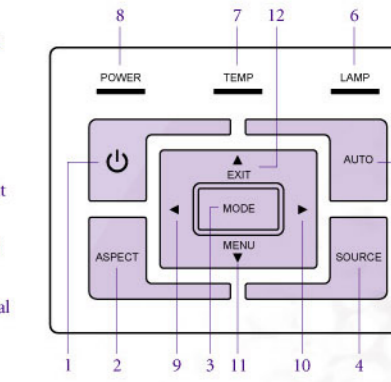 8 7 12 6
POWER TEMP LAMP
EXIT
AUTO
MODE
MENU
ASPECT
SOURCE
1 2 9 3 11 10 4